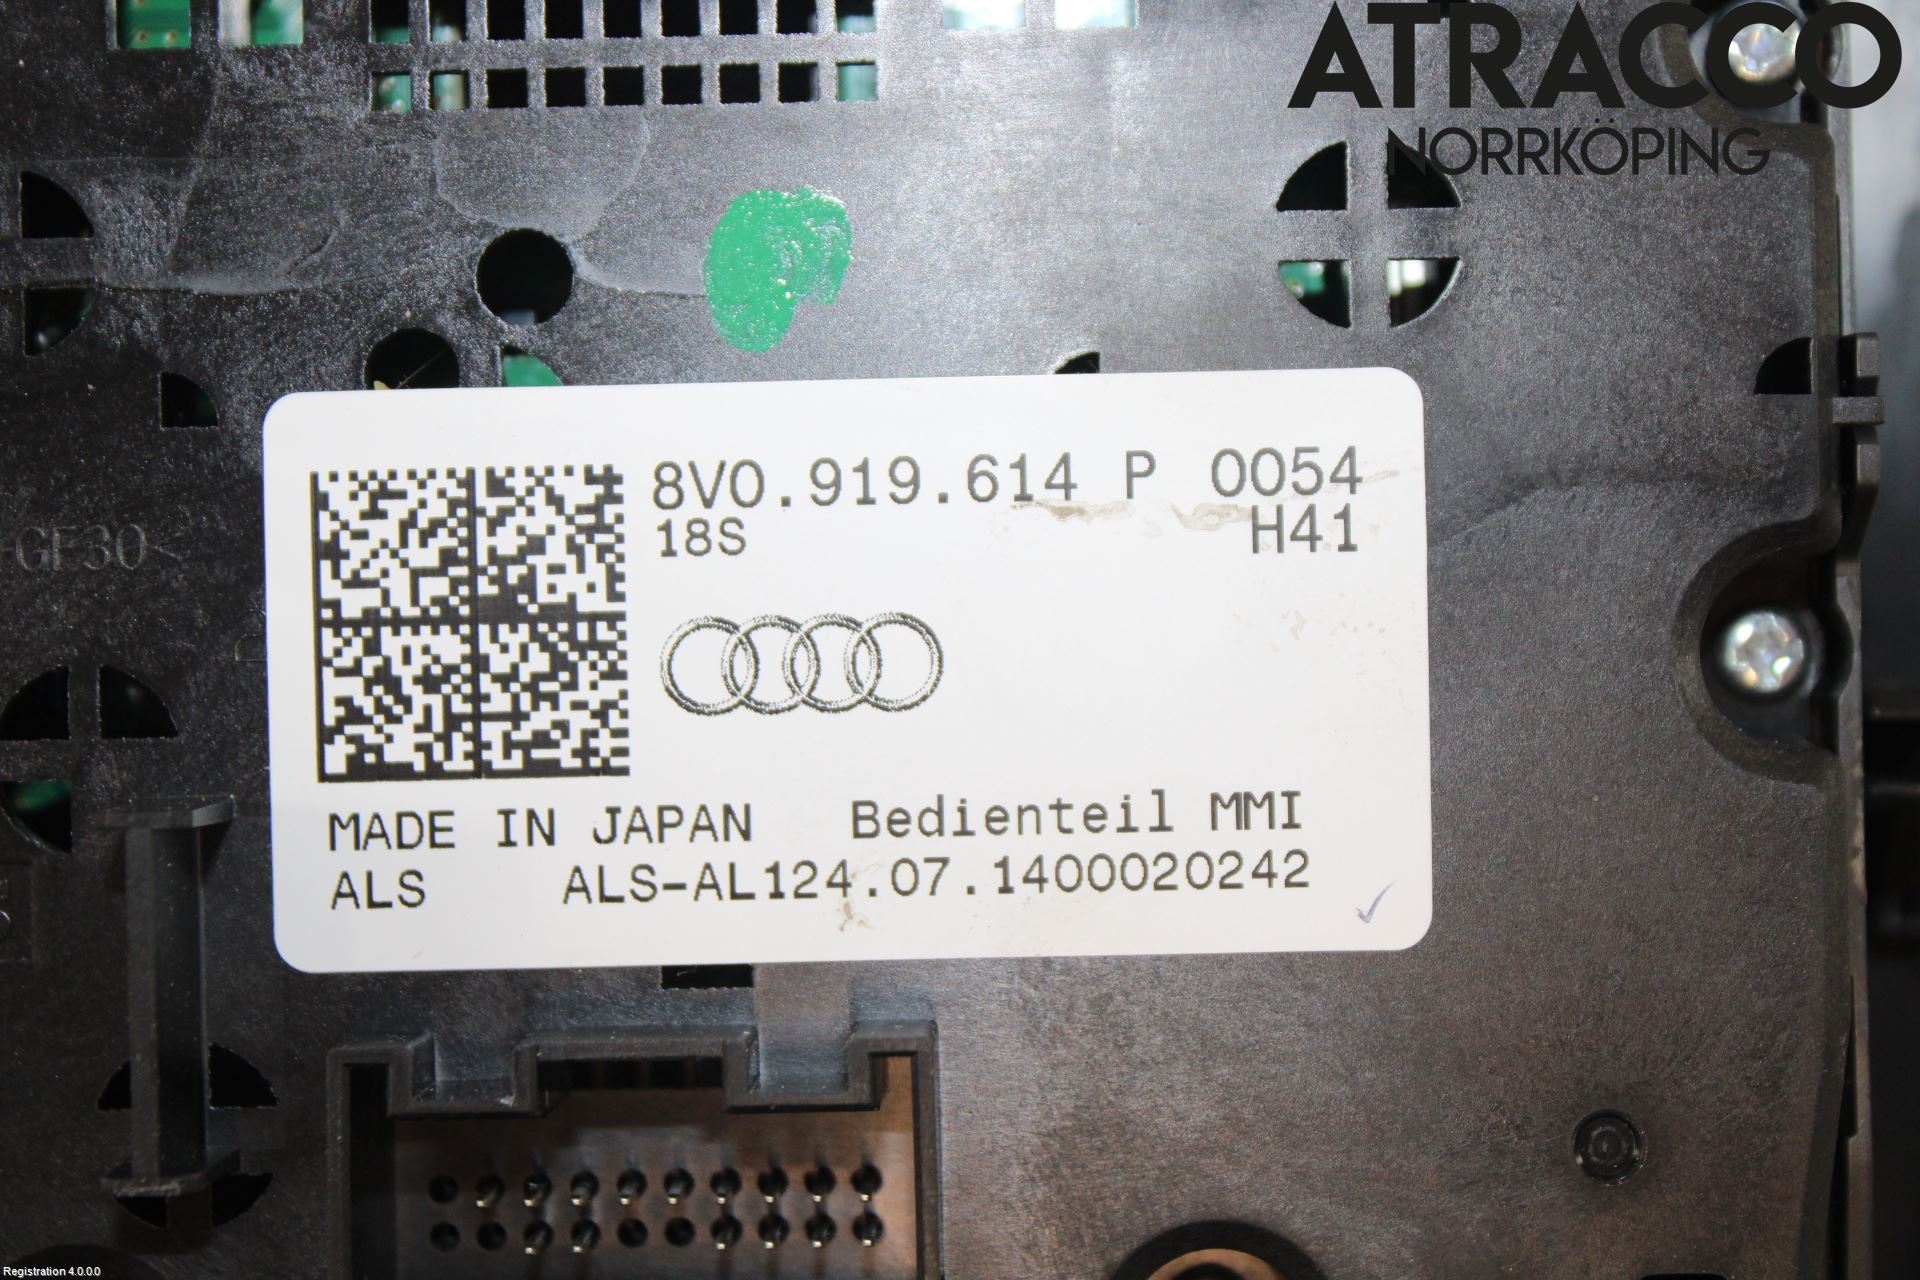 ATRACCO
NORRKÖPING
8V0.919.614 P 0054
18S H41
-GF30<
MADE IN JAPAN Bedienteil MMI
ALS ALS-AL124.07.1400020242
Registration 4.0.0.0